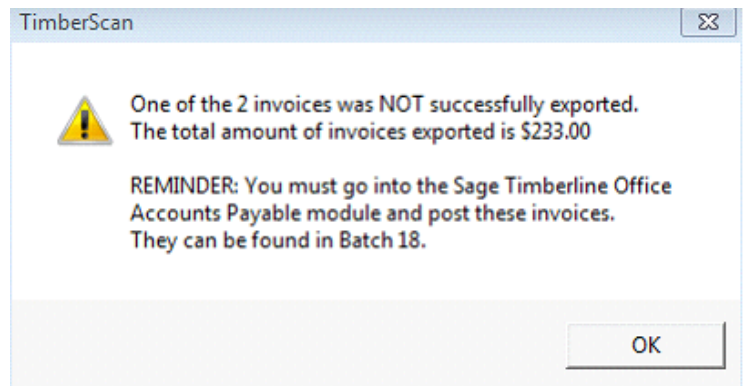 TimberScan
One of the 2 invoices was NOT successfully exported.
The total amount of invoices exported is $233.00
REMINDER: You must go into the Sage Timberline Office
Accounts Payable module and post these invoices.
They can be found in Batch 18.
OK